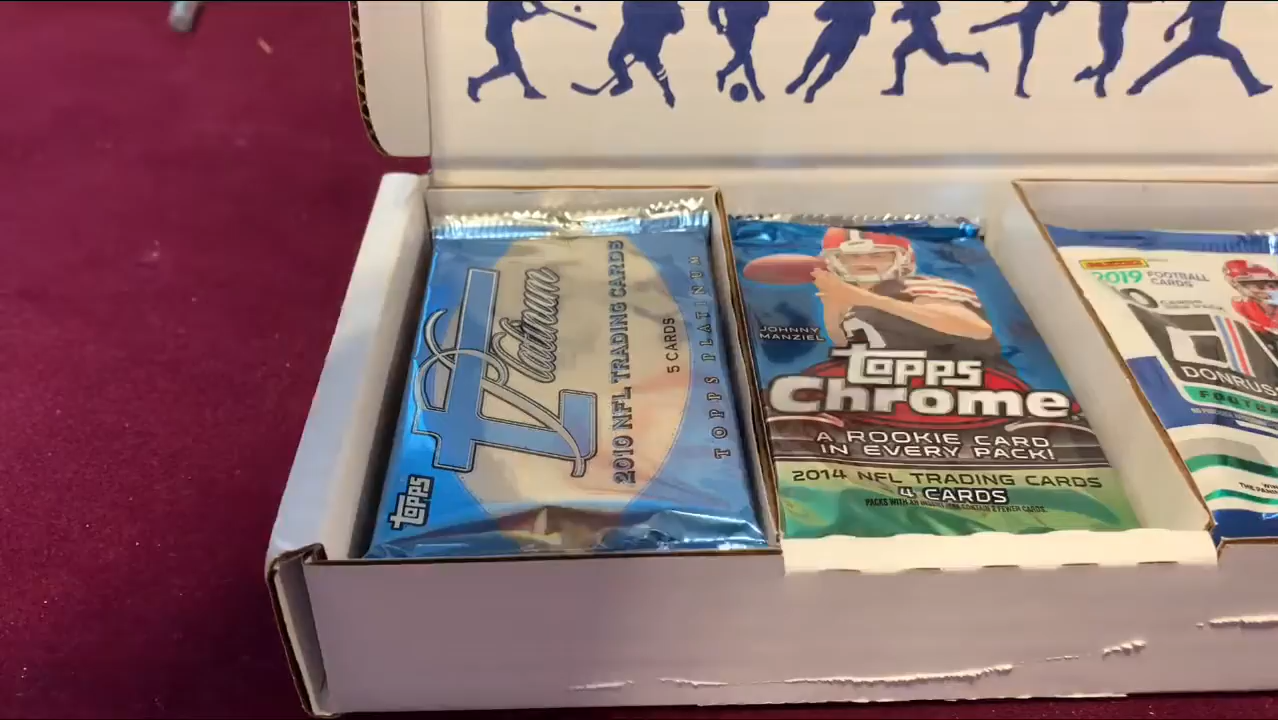 Platinum
2010 NFL TRADING CARDS
5 CARDS
TOPPS PLATINUM
Topps
JOHNNY
MANZIEL
Topps
Chrome
A ROOKIE CARD
IN EVERY PACK!
2014 NFL TRADING CARDS
4 CARDS
2019 FOOTBALL
CARDS
DONRUS